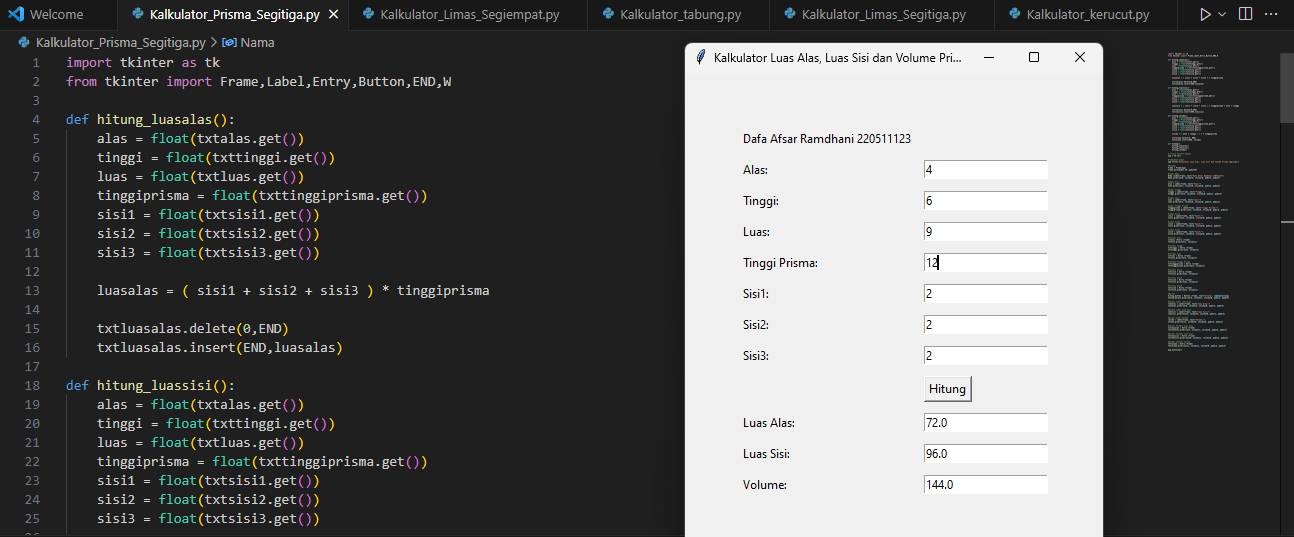 Welcome
Kalkulator_Prisma_Segitiga.py
Kalkulator_Limas_Segiempat.py
Kalkulator_tabung.py
Kalkulator_Limas_Segitiga.py
Kalkulator_kerucut.py
Kalkulator_Prisma_Segitiga.py > Nama
1 import tkinter as tk
2 from tkinter import Frame,Label,Entry,Button,END,W
3
4 def hitung_luasalas():
5 alas = float(txtalas.get())
6 tinggi = float(txttinggi.get())
7 luas = float(txtluas.get())
8 tinggiprisma = float(txttinggiprisma.get())
9 sisi1 = float(txtsisi1.get())
10 sisi2 = float(txtsisi2.get())
11 sisi3 = float(txtsisi3.get())
12
13 luasalas = ( sisi1 + sisi2 + sisi3 ) * tinggiprisma
14
15 txtluasalas.delete(0,END)
16 txtluasalas.insert(END,luasalas)
17
18 def hitung_luassisi():
19 alas = float(txtalas.get())
20 tinggi = float(txttinggi.get())
21 luas = float(txtluas.get())
22 tinggiprisma = float(txttinggiprisma.get())
23 sisi1 = float(txtsisi1.get())
24 sisi2 = float(txtsisi2.get())
25 sisi3 = float(txtsisi3.get())
Kalkulator Luas Alas, Luas Sisi dan Volume Pri...
Dafa Afsar Ramdhani 220511123
Alas: 4
Tinggi: 6
Luas: 9
Tinggi Prisma: 12
Sisi1: 2
Sisi2: 2
Sisi3: 2
Hitung
Luas Alas: 72.0
Luas Sisi: 96.0
Volume: 144.0